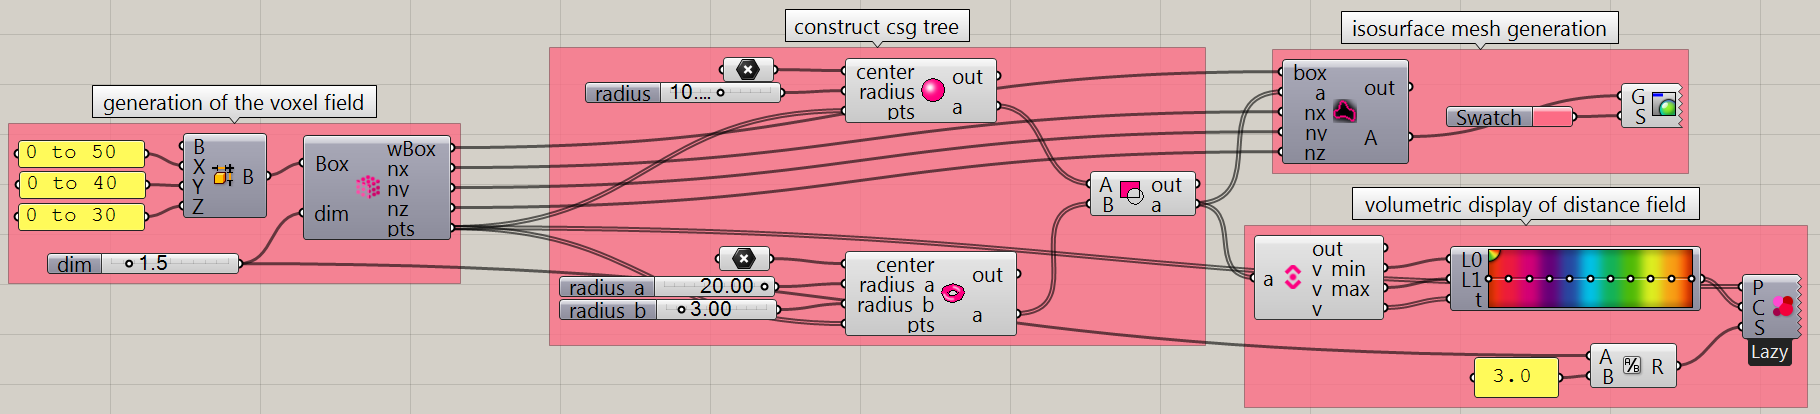 generation of the voxel field
0 to 50
0 to 40
0 to 30
B
X
Y
Z
B
Box
dim
wBox
nx
ny
nz
pts
dim
1.5
construct csg tree
radius
10....
center
radius
pts
out
a
radius a
20.00
radius b
3.00
center
radius a
radius b
pts
out
a
A
B
out
a
isosurface mesh generation
box
a
nx
ny
nz
out
A
Swatch
G
S
volumetric display of distance field
a
out
v min
v max
v
L0
L1
t
3.0
A
B
A/B
R
P
C
S
Lazy